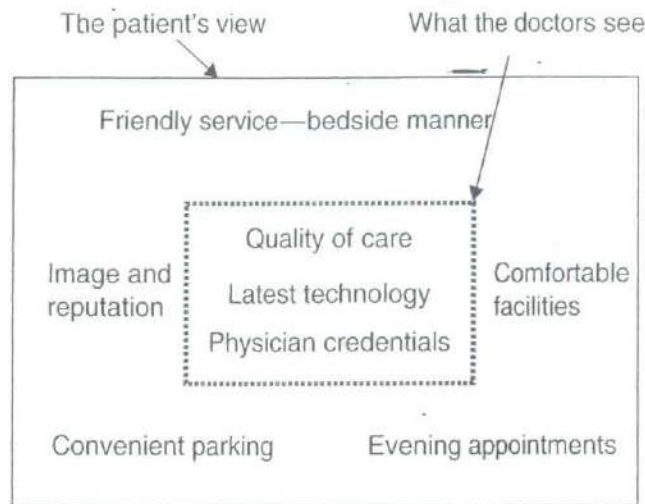 The patient's view
What the doctors see
Friendly service—bedside manner
Quality of care
Image and
reputation
Latest technology
Comfortable
facilities
Physician credentials
Convenient parking
Evening appointments